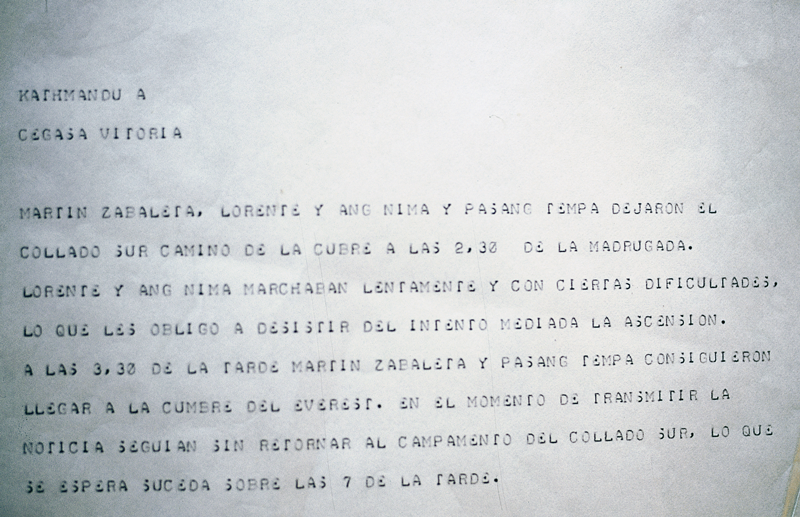 KATHMANDU A
CEGASA VITORIA
MARTIN ZABALETA, LORENTE Y ANG NIMA Y PASANG TEMPA DEJARON EL
COLLADO SUR CAMINO DE LA CUBRE A LAS 2,30 DE LA MADRUGADA.
LORENTE Y ANG NIMA MARCHABAN LENTAMENTE Y CON CIERTAS DIFICULTADES,
LO QUE LES OBLIGO A DESISTIR DEL INTENTO MEDIADA LA ASCENSION.
A LAS 3,30 DE LA TARDE MARTIN ZABALETA Y PASANG TEMPA CONSIGUIERON
LLEGAR A LA CUMBRE DEL EVEREST. EN EL MOMENTO DE TRANSMITIR LA
NOTICIA SEGUIAN SIN RETORNAR AL CAMPAMENTO DEL COLLADO SUR, LO QUE
SE ESPERA SUCEDA SOBRE LAS 7 DE LA TARDE.